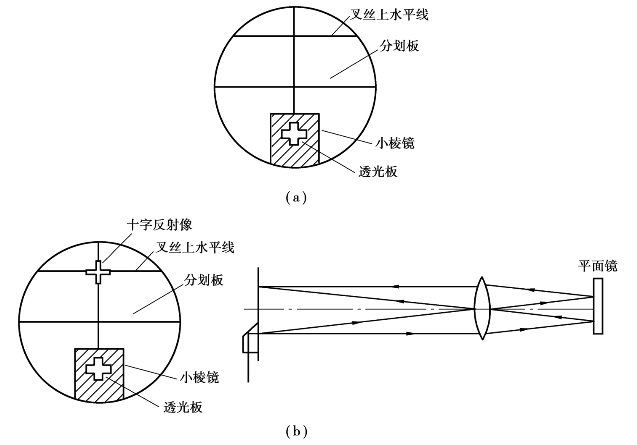 叉丝上水平线
分划板
小棱镜
透光板
(a)
十字反射像
叉丝上水平线
分划板
小棱镜
透光板
平面镜
(b)